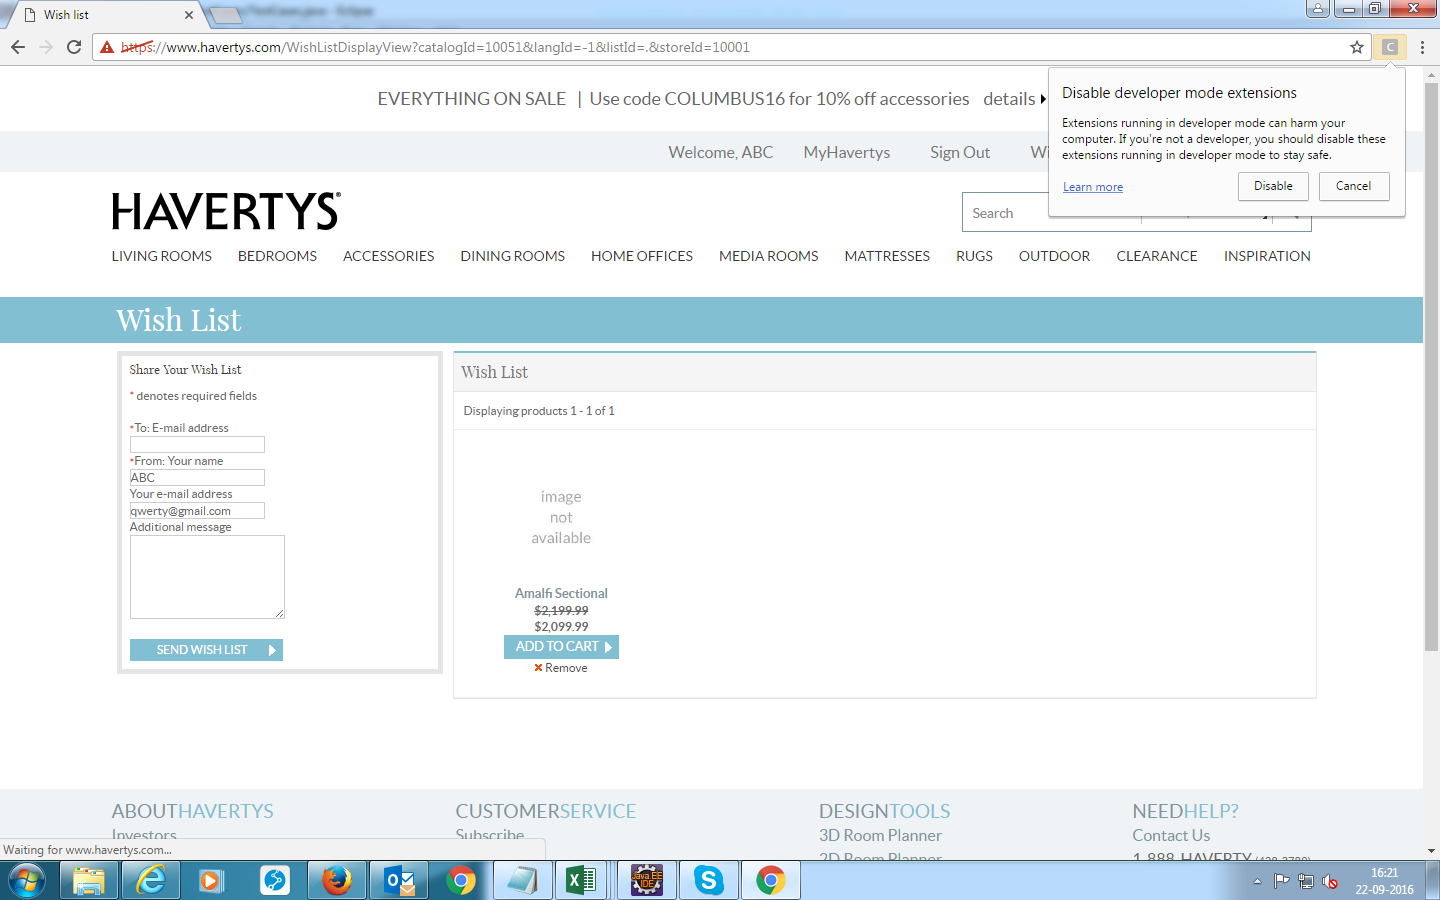 Wish list
https://www.havertys.com/WishListDisplayView?catalogId=10051&langId=-1&listId=.&storeId=10001
C
EVERYTHING ON SALE | Use code COLUMBUS16 for 10% off accessories details
Disable developer mode extensions
Extensions running in developer mode can harm your
computer. If you're not a developer, you should disable these
extensions running in developer mode to stay safe.
Learn more
Disable
Cancel
Welcome, ABC MyHavertys Sign Out
HAVERTYS®
Search
LIVING ROOMS BEDROOMS ACCESSORIES DINING ROOMS HOME OFFICES MEDIA ROOMS MATTRESSES RUGS OUTDOOR CLEARANCE INSPIRATION
Wish List
Share Your Wish List
* denotes required fields
*To: E-mail address
*From: Your name
ABC
Your e-mail address
qwerty@gmail.com
Additional message
SEND WISH LIST
Wish List
Displaying products 1 - 1 of 1
image
not
available
Amalfi Sectional
$2,199.99
$2,099.99
ADD TO CART
Remove
ABOUTHAVERTYS
Investors
CUSTOMERSERVICE
Subscribe
DESIGNTOOLS
3D Room Planner
2D Room Planner
NEEDHELP?
Contact Us
1-888-HAVERTY (428-3789)
Waiting for www.havertys.com...
Java EE
IDE
16:21
22-09-2016